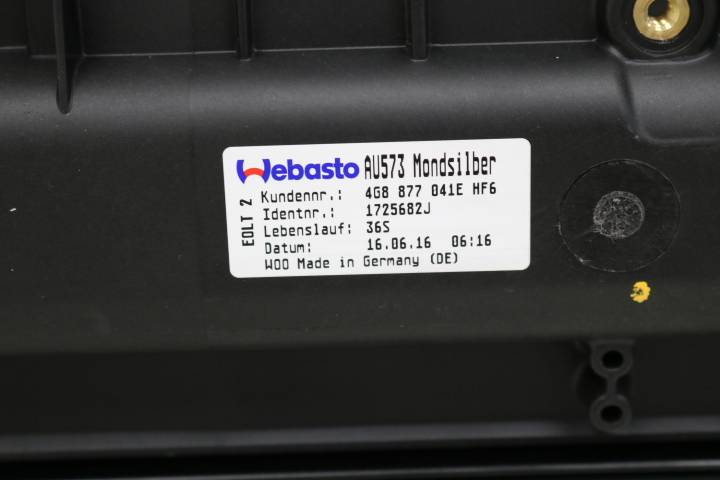 Webasto AU573 Mondsilber
EOLT 2
Kundennr.: 4G8 877 041E HF6
Identnr.: 1725682J
Lebenslauf: 36S
Datum: 16.06.16 06:16
WOO Made in Germany (DE)